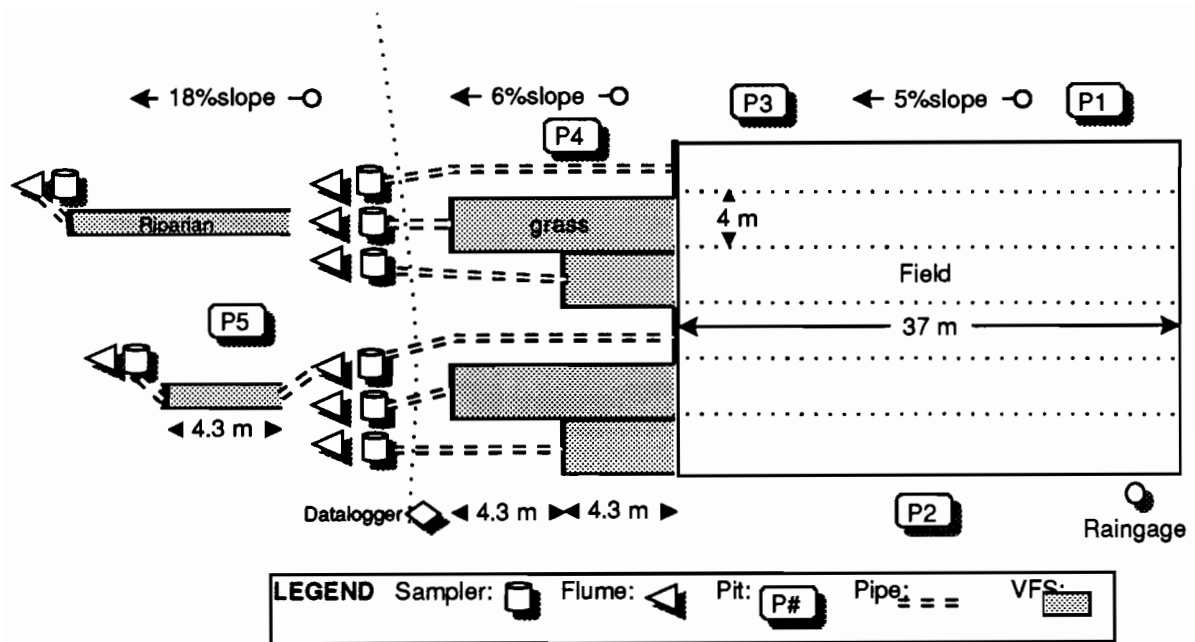 18%slope
6%slope
P3
5%slope
P1
P4
Riparian
grass
4 m
Field
P5
37 m
4.3 m
Datalogger
4.3 m
4.3 m
P2
Raingage
LEGEND Sampler: Flume: Pit: P# Pipe: VFS: